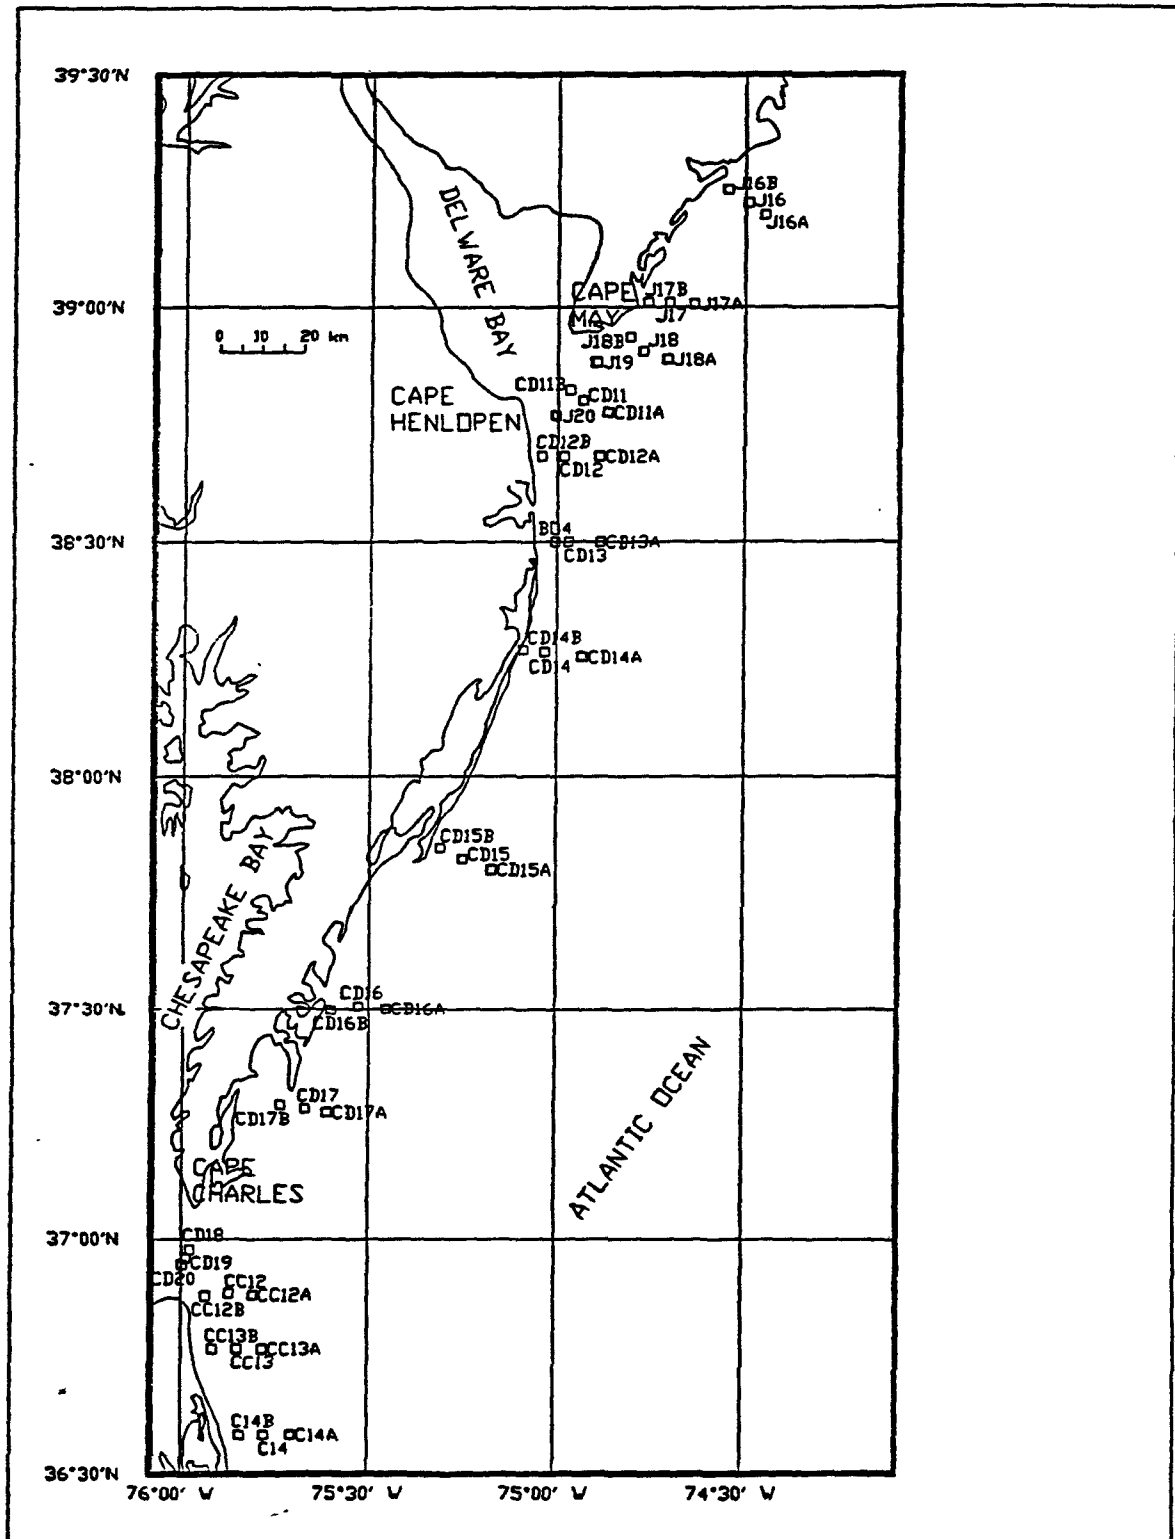 39°30'N
J16B
J16
J16A
DELWARE BAY
39°00'N
CAPE
MAY
J17B
J17A
J17
0 10 20 km
J18B
J18
J19
J18A
CD11B
CD11
CAPE
HENLOPEN
J20
CD11A
CD12B
CD12A
CD12
B 4
38°30'N
CD13A
CD13
CD14B
CD14
CD14A
38°00'N
CD15B
CD15
CD15A
CHESAPEAKE BAY
CD16
37°30'N
CD16A
CD16B
CD17
CD17B
CD17A
ATLANTIC OCEAN
CAPE
CHARLES
37°00'N
CD18
CD19
CD20
CC12
CC12A
CC12B
CC13B
CC13A
CC13
C14B
C14A
C14
36°30'N
76°00' W
75°30' W
75°00' W
74°30' W